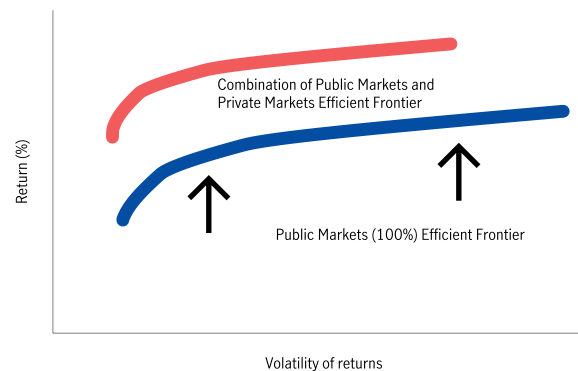 Combination of Public Markets and
Private Markets Efficient Frontier
Return (%)
Public Markets (100%) Efficient Frontier
Volatility of returns